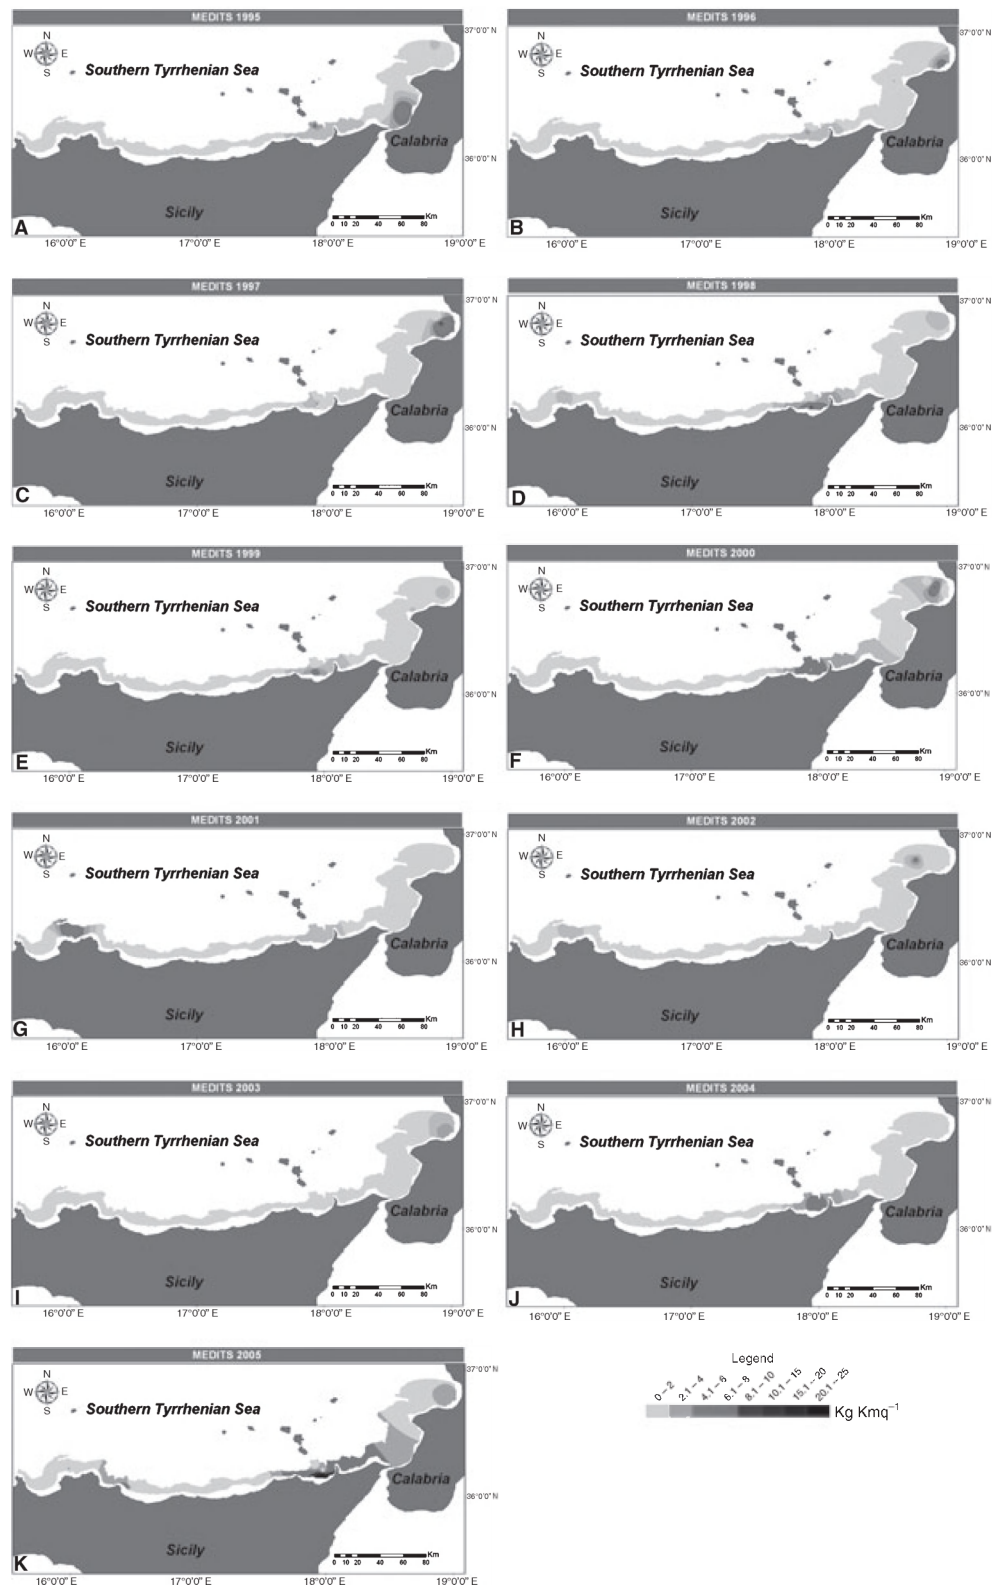 MEDITS 1995
N
W E
S
Southern Tyrrhenian Sea
37°0'0" N
Calabria
36°0'0" N
Sicily
Km
0 10 20 40 60 80
A
16°0'0" E 17°0'0" E 18°0'0" E 19°0'0" E
MEDITS 1996
N
W E
S
Southern Tyrrhenian Sea
37°0'0" N
Calabria
36°0'0" N
Sicily
Km
0 10 20 40 60 80
B
16°0'0" E 17°0'0" E 18°0'0" E 19°0'0" E
MEDITS 1997
N
W E
S
Southern Tyrrhenian Sea
37°0'0" N
Calabria
36°0'0" N
Sicily
Km
0 10 20 40 60 80
C
16°0'0" E 17°0'0" E 18°0'0" E 19°0'0" E
MEDITS 1998
N
W E
S
Southern Tyrrhenian Sea
37°0'0" N
Calabria
36°0'0" N
Sicily
Km
0 10 20 40 60 80
D
16°0'0" E 17°0'0" E 18°0'0" E 19°0'0" E
MEDITS 1999
N
W E
S
Southern Tyrrhenian Sea
37°0'0" N
Calabria
36°0'0" N
Sicily
Km
0 10 20 40 60 80
E
16°0'0" E 17°0'0" E 18°0'0" E 19°0'0" E
MEDITS 2000
N
W E
S
Southern Tyrrhenian Sea
37°0'0" N
Calabria
36°0'0" N
Sicily
Km
0 10 20 40 60 80
F
16°0'0" E 17°0'0" E 18°0'0" E 19°0'0" E
MEDITS 2001
N
W E
S
Southern Tyrrhenian Sea
37°0'0" N
Calabria
36°0'0" N
Sicily
Km
0 10 20 40 60 80
G
16°0'0" E 17°0'0" E 18°0'0" E 19°0'0" E
MEDITS 2002
N
W E
S
Southern Tyrrhenian Sea
37°0'0" N
Calabria
36°0'0" N
Sicily
Km
0 10 20 40 60 80
H
16°0'0" E 17°0'0" E 18°0'0" E 19°0'0" E
MEDITS 2003
N
W E
S
Southern Tyrrhenian Sea
37°0'0" N
Calabria
36°0'0" N
Sicily
Km
0 10 20 40 60 80
I
16°0'0" E 17°0'0" E 18°0'0" E 19°0'0" E
MEDITS 2004
N
W E
S
Southern Tyrrhenian Sea
37°0'0" N
Calabria
36°0'0" N
Sicily
Km
0 10 20 40 60 80
J
16°0'0" E 17°0'0" E 18°0'0" E 19°0'0" E
MEDITS 2005
N
W E
S
Southern Tyrrhenian Sea
37°0'0" N
Calabria
36°0'0" N
Sicily
Km
0 10 20 40 60 80
K
16°0'0" E 17°0'0" E 18°0'0" E 19°0'0" E
Legend
0 – 2
2.1 – 4
4.1 – 6
6.1 – 8
8.1 – 10
10.1 – 15
15.1 – 20
20.1 – 25
Kg Kmq⁻¹